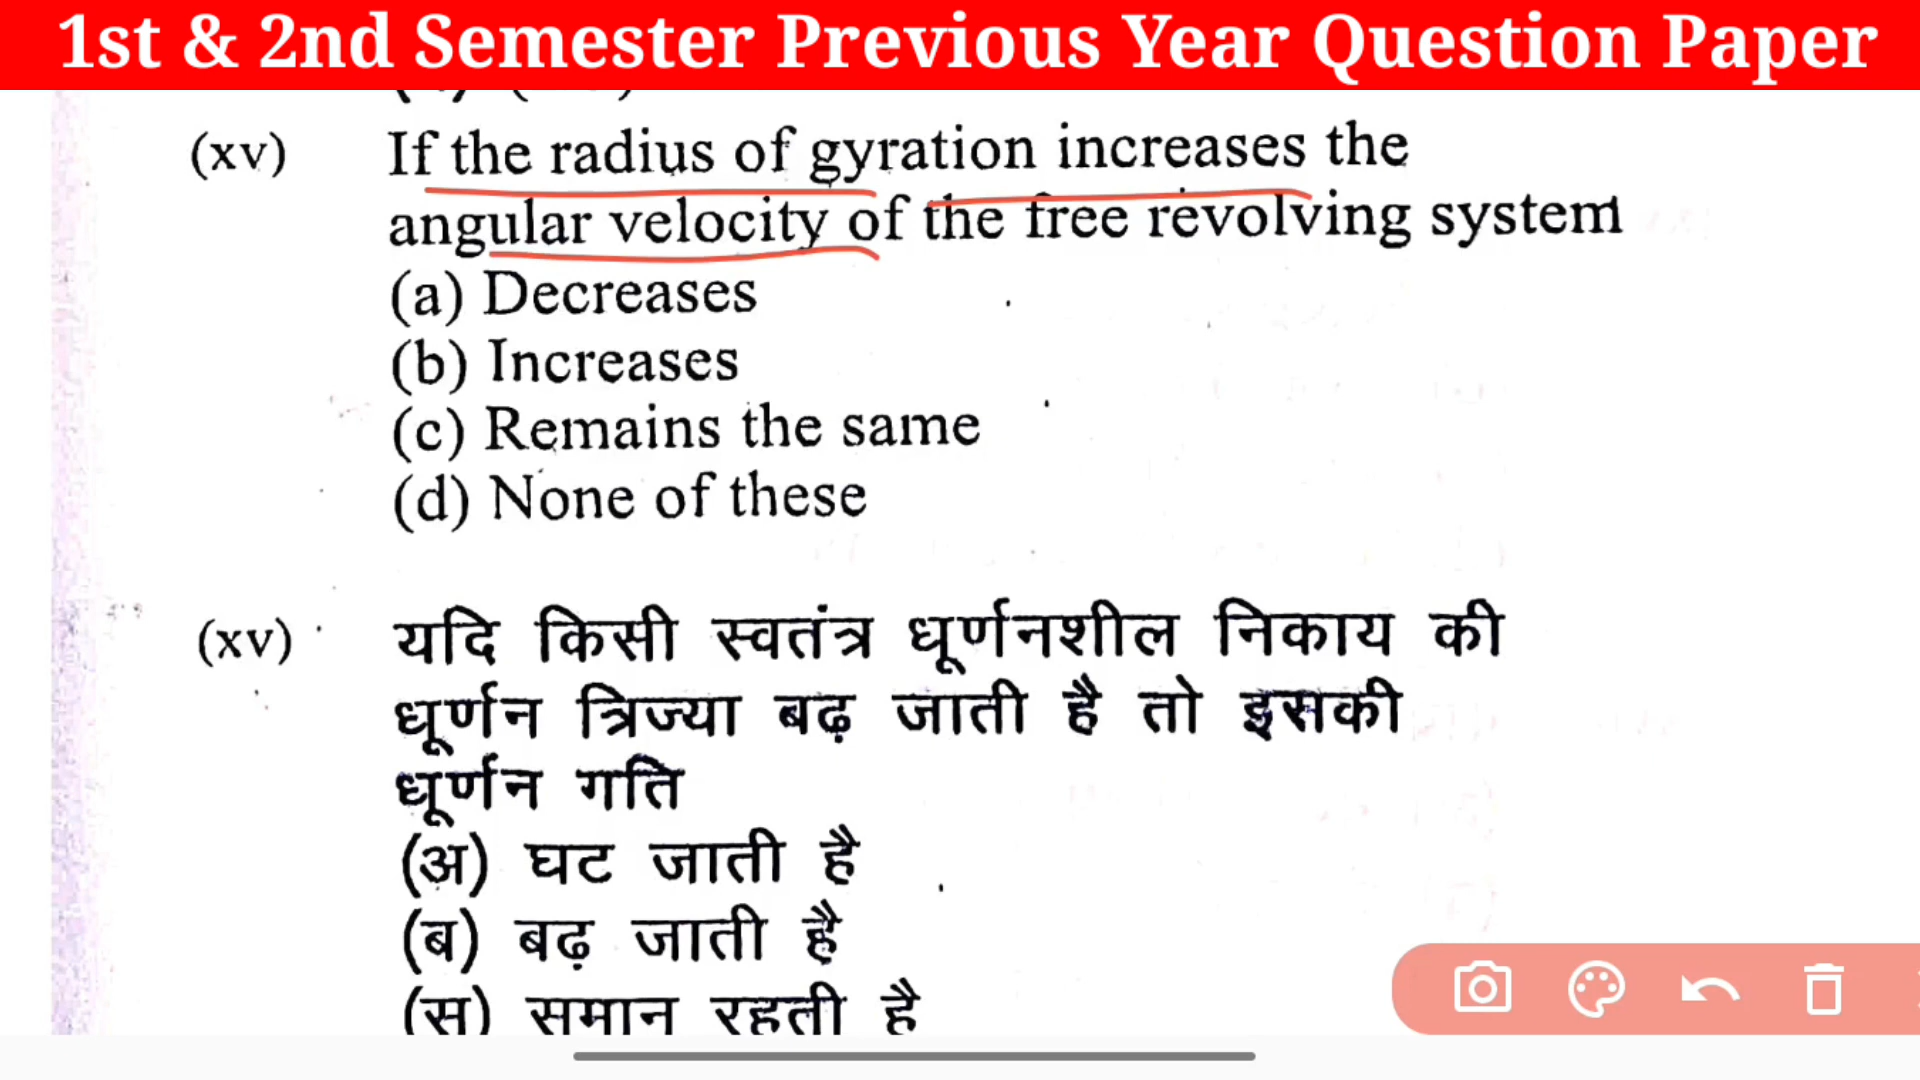 1st & 2nd Semester Previous Year Question Paper
(xv) If the radius of gyration increases the
angular velocity of the free revolving system
(a) Decreases
(b) Increases
(c) Remains the same
(d) None of these
(xv) यदि किसी स्वतंत्र धूर्णनशील निकाय की
धूर्णन त्रिज्या बढ़ जाती है तो इसकी
धूर्णन गति
(अ) घट जाती है
(ब) बढ़ जाती है
(स) समान रहती है